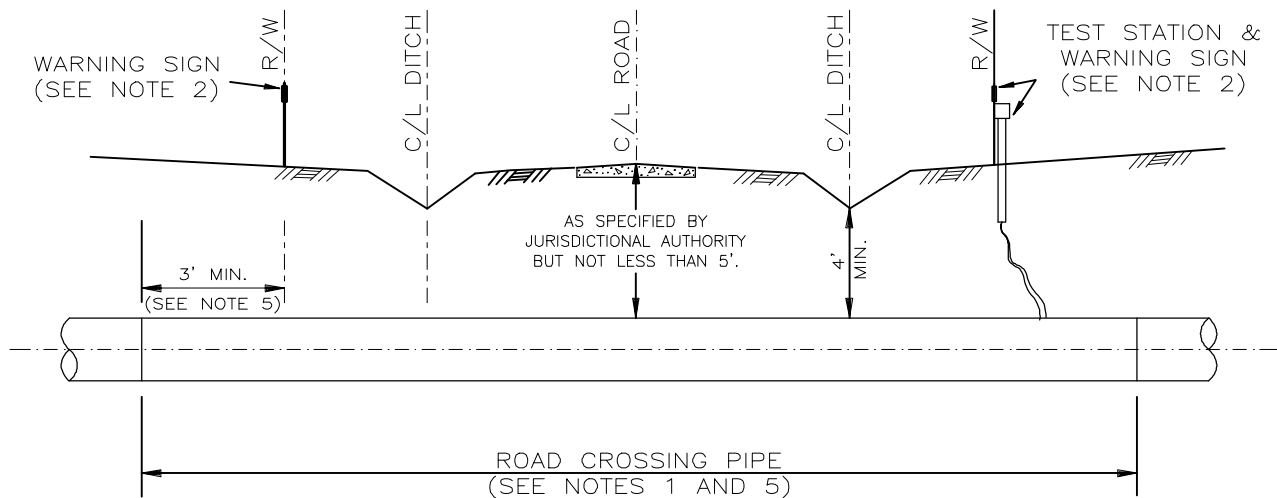 WARNING SIGN
(SEE NOTE 2)
R/W
C/L DITCH
C/L ROAD
C/L DITCH
R/W
TEST STATION &
WARNING SIGN
(SEE NOTE 2)
AS SPECIFIED BY
JURISDICTIONAL AUTHORITY
BUT NOT LESS THAN 5'.
4'
MIN.
3' MIN.
(SEE NOTE 5)
ROAD CROSSING PIPE
(SEE NOTES 1 AND 5)